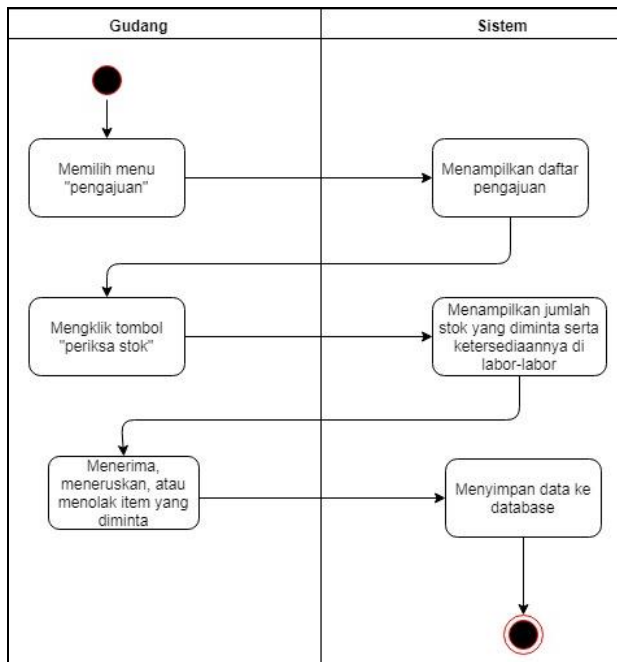 Gudang
Sistem
Memilih menu
"pengajuan"
Menampilkan daftar
pengajuan
Mengklik tombol
"periksa stok"
Menampilkan jumlah
stok yang diminta serta
ketersediaannya di
labor-labor
Menerima,
meneruskan, atau
menolak item yang
diminta
Menyimpan data ke
database